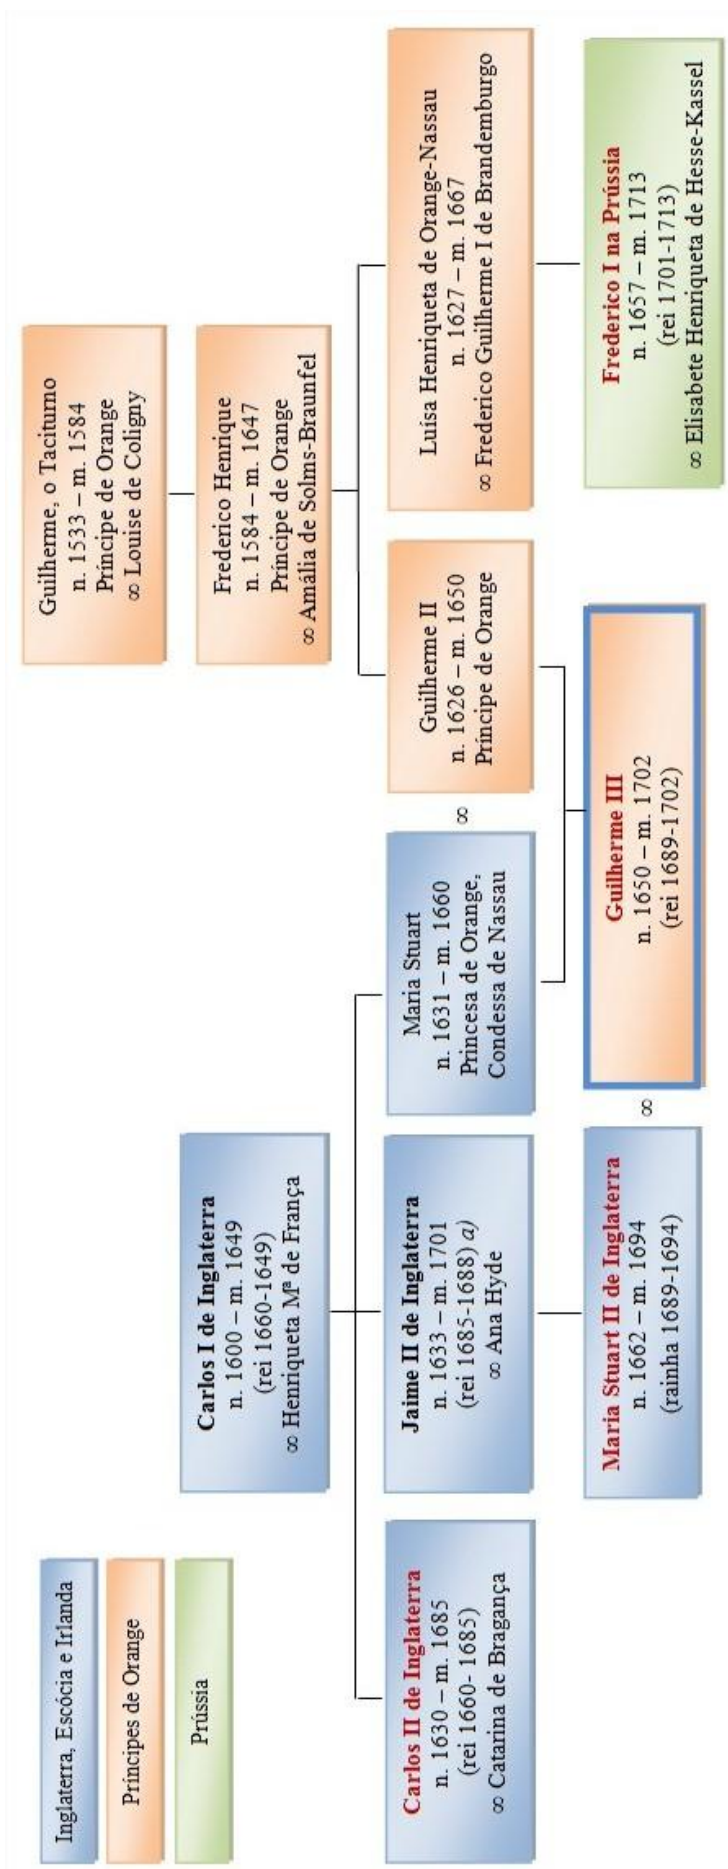 Inglaterra, Escócia e Irlanda
Príncipes de Orange
Prússia
Carlos I de Inglaterra
n. 1600 – m. 1649
(rei 1660-1649)
∞ Henriqueta Mª de França
Guilherme, o Taciturno
n. 1533 – m. 1584
Príncipe de Orange
∞ Louise de Coligny
Frederico Henrique
n. 1584 – m. 1647
Príncipe de Orange
∞ Amália de Solms-Braunfel
Carlos II de Inglaterra
n. 1630 – m. 1685
(rei 1660- 1685)
∞ Catarina de Bragança
Jaime II de Inglaterra
n. 1633 – m. 1701
(rei 1685-1688) a)
∞ Ana Hyde
Maria Stuart
n. 1631 – m. 1660
Princesa de Orange,
Condessa de Nassau
∞
Guilherme II
n. 1626 – m. 1650
Príncipe de Orange
Luísa Henriqueta de Orange-Nassau
n. 1627 – m. 1667
∞ Frederico Guilherme I de Brandemburgo
Maria Stuart II de Inglaterra
n. 1662 – m. 1694
(rainha 1689-1694)
∞
Guilherme III
n. 1650 – m. 1702
(rei 1689-1702)
Frederico I na Prússia
n. 1657 – m. 1713
(rei 1701-1713)
∞ Elisabete Henriqueta de Hesse-Kassel